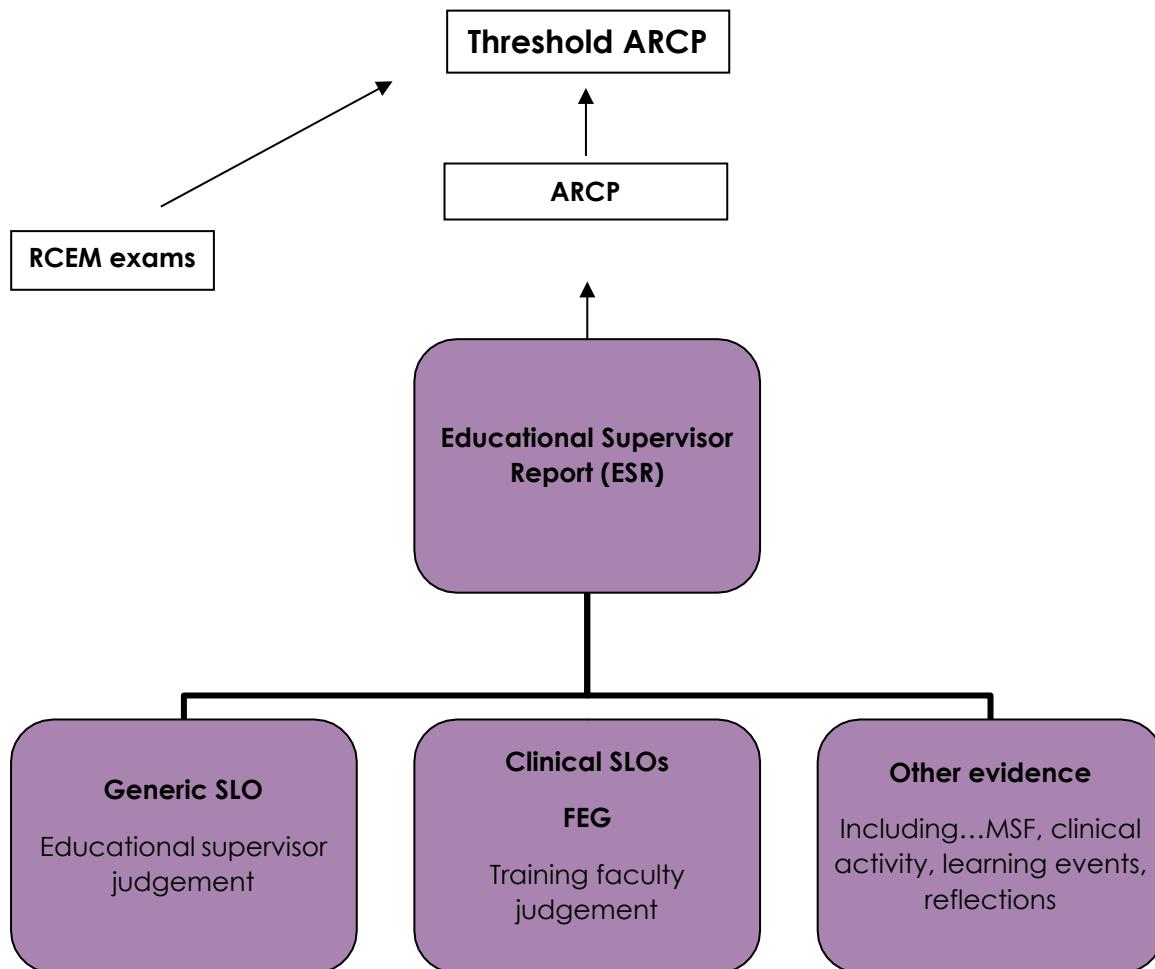 Threshold ARCP
ARCP
RCEM exams
Educational Supervisor
Report (ESR)
Generic SLO
Educational supervisor
judgement
Clinical SLOs
FEG
Training faculty
judgement
Other evidence
Including…MSF, clinical
activity, learning events,
reflections